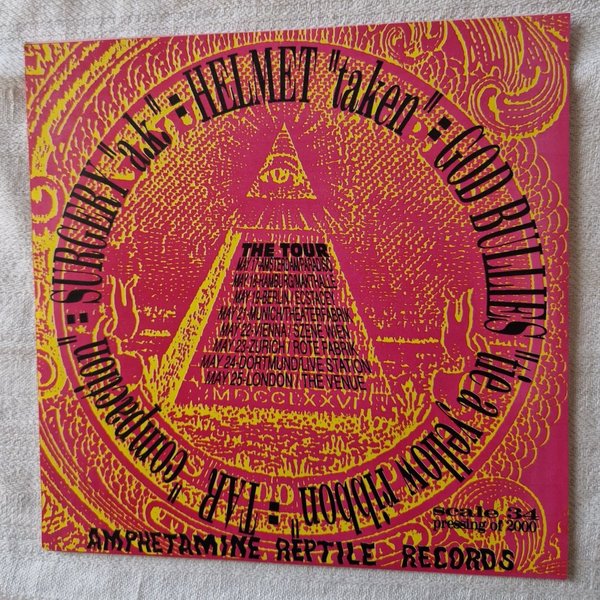 SURGERY "a.k." : HELMET "taken" : GOD BULLIES "tie a yellow ribbon" : TAR "compaction" :
THE TOUR
MAY 17-AMSTERDAM/PARADISO
MAY 18-HAMBURG/MARKTHALLE
MAY 19-BERLIN / ECSTACEY
MAY 21-MUNICH/THEATERFABRIK
MAY 22-VIENNA / SZENE WIEN
MAY 23-ZURICH / ROTE FABRIK
MAY 24-DORTMUND/LIVE STATION
MAY 25-LONDON / THE VENUE
MDCCLXXVI
scale 34
pressing of 2000
AMPHETAMINE REPTILE RECORDS